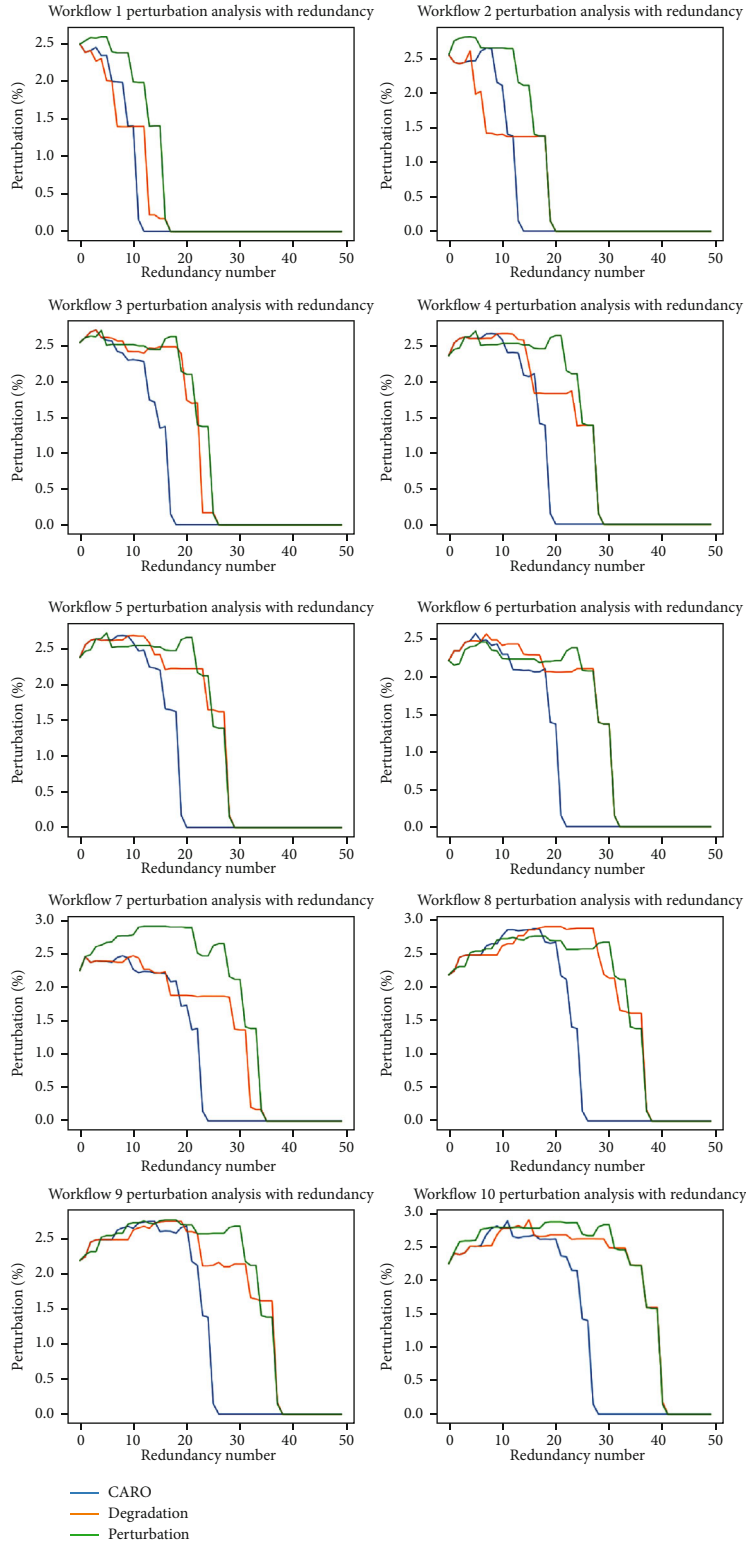 Workflow 1 perturbation analysis with redundancy
Perturbation (%)
2.5
2.0
1.5
1.0
0.5
0.0
0 10 20 30 40 50
Redundancy number
Workflow 2 perturbation analysis with redundancy
Perturbation (%)
2.5
2.0
1.5
1.0
0.5
0.0
0 10 20 30 40 50
Redundancy number
Workflow 3 perturbation analysis with redundancy
Perturbation (%)
2.5
2.0
1.5
1.0
0.5
0.0
0 10 20 30 40 50
Redundancy number
Workflow 4 perturbation analysis with redundancy
Perturbation (%)
2.5
2.0
1.5
1.0
0.5
0.0
0 10 20 30 40 50
Redundancy number
Workflow 5 perturbation analysis with redundancy
Perturbation (%)
2.5
2.0
1.5
1.0
0.5
0.0
0 10 20 30 40 50
Redundancy number
Workflow 6 perturbation analysis with redundancy
Perturbation (%)
2.5
2.0
1.5
1.0
0.5
0.0
0 10 20 30 40 50
Redundancy number
Workflow 7 perturbation analysis with redundancy
Perturbation (%)
3.0
2.5
2.0
1.5
1.0
0.5
0.0
0 10 20 30 40 50
Redundancy number
Workflow 8 perturbation analysis with redundancy
Perturbation (%)
3.0
2.5
2.0
1.5
1.0
0.5
0.0
0 10 20 30 40 50
Redundancy number
Workflow 9 perturbation analysis with redundancy
Perturbation (%)
2.5
2.0
1.5
1.0
0.5
0.0
0 10 20 30 40 50
Redundancy number
Workflow 10 perturbation analysis with redundancy
Perturbation (%)
3.0
2.5
2.0
1.5
1.0
0.5
0.0
0 10 20 30 40 50
Redundancy number
CARO
Degradation
Perturbation